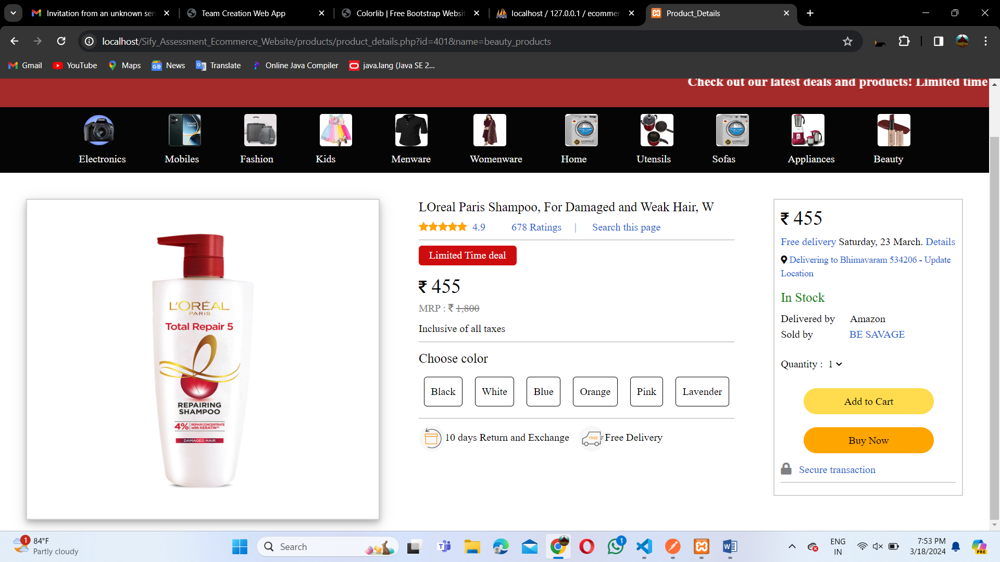 Invitation from an unknown sen
Team Creation Web App
Colorlib | Free Bootstrap Websit
localhost / 127.0.0.1 / ecommer
Product_Details
localhost/Sify_Assessment_Ecommerce_Website/products/product_details.php?id=401&name=beauty_products
Gmail
YouTube
Maps
News
Translate
Online Java Compiler
java.lang (Java SE 2...
Check out our latest deals and products! Limited time
Electronics
Mobiles
Fashion
Kids
Menware
Womenware
Home
Utensils
Sofas
Appliances
Beauty
L'ORÉAL
PARIS
Total Repair 5
REPAIRING
SHAMPOO
4% REPAIR CONCENTRATE
with KERATIN
DAMAGED HAIR
LOreal Paris Shampoo, For Damaged and Weak Hair, W
4.9 678 Ratings | Search this page
Limited Time deal
₹ 455
MRP : ₹ 1,800
Inclusive of all taxes
Choose color
Black
White
Blue
Orange
Pink
Lavender
10 days Return and Exchange
FREE
Free Delivery
₹ 455
Free delivery Saturday, 23 March. Details
Delivering to Bhimavaram 534206 - Update
Location
In Stock
Delivered by Amazon
Sold by BE SAVAGE
Quantity : 1
Add to Cart
Buy Now
Secure transaction
1
84°F
Partly cloudy
Search
1
ENG
IN
7:53 PM
3/18/2024
PRE